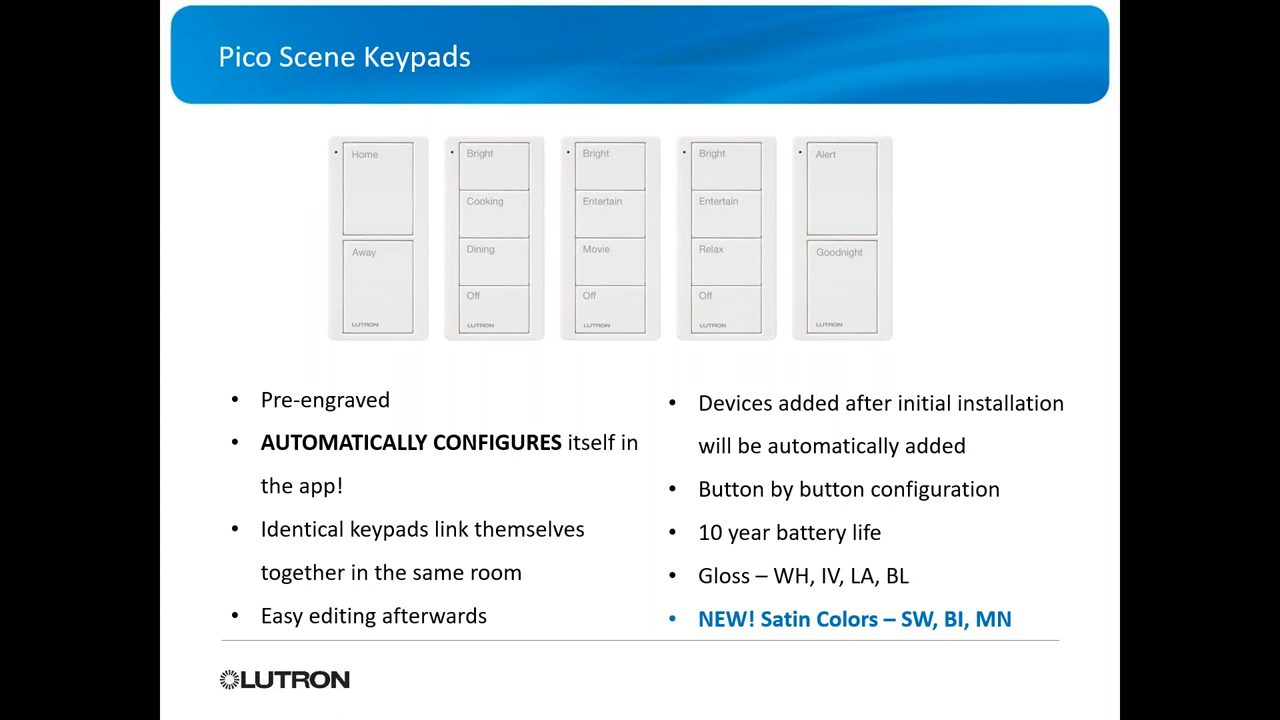 Pico Scene Keypads
Home
Away
LUTRON
Bright
Cooking
Dining
Off
LUTRON
Bright
Entertain
Movie
Off
LUTRON
Bright
Entertain
Relax
Off
LUTRON
Alert
Goodnight
LUTRON
• Pre-engraved
• AUTOMATICALLY CONFIGURES itself in
the app!
• Identical keypads link themselves
together in the same room
• Easy editing afterwards
• Devices added after initial installation
will be automatically added
• Button by button configuration
• 10 year battery life
• Gloss – WH, IV, LA, BL
• NEW! Satin Colors – SW, BI, MN
LUTRON